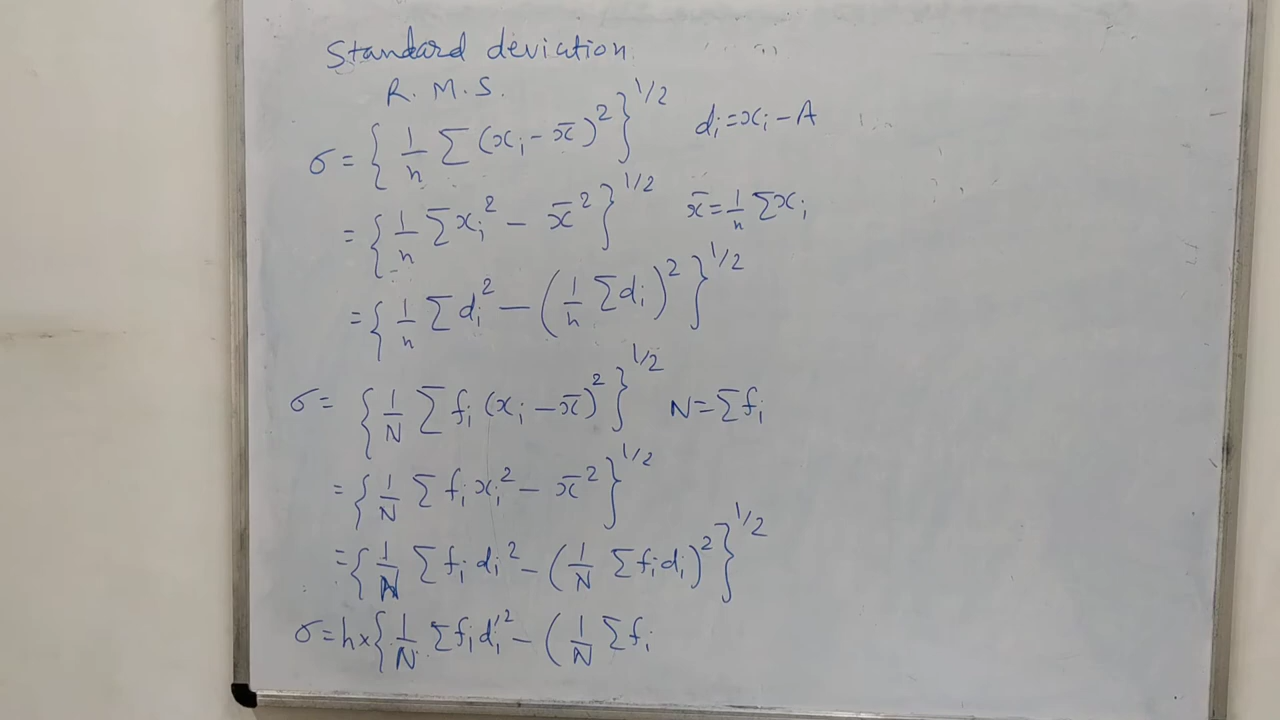 Standard deviation
R. M. S.
σ = { 1/n Σ (xᵢ - x̄)² }^1/2 dᵢ = xᵢ - A
= { 1/n Σ xᵢ² - x̄² }^1/2 x̄ = 1/n Σ xᵢ
= { 1/n Σ dᵢ² - ( 1/n Σ dᵢ )² }^1/2
σ = { 1/N Σ fᵢ (xᵢ - x̄)² }^1/2 N = Σ fᵢ
= { 1/N Σ fᵢ xᵢ² - x̄² }^1/2
= { 1/N Σ fᵢ dᵢ² - ( 1/N Σ fᵢ dᵢ )² }^1/2
σ = h × { 1/N Σ fᵢ dᵢ'² - ( 1/N Σ fᵢ